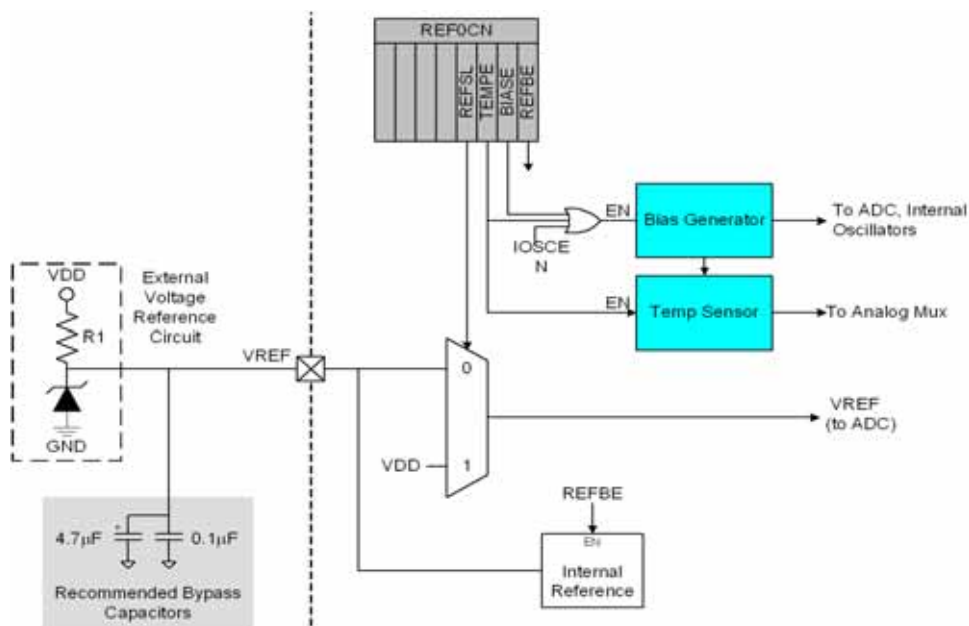 REF0CN
REFSL
TEMPE
BIASE
REFBE
EN
Bias Generator
To ADC, Internal
Oscillators
IOSCE
N
EN
Temp Sensor
To Analog Mux
VDD
External
Voltage
Reference
Circuit
R1
VREF
GND
0
1
VDD
VREF
(to ADC)
REFBE
EN
Internal
Reference
4.7µF
+
0.1µF
Recommended Bypass
Capacitors